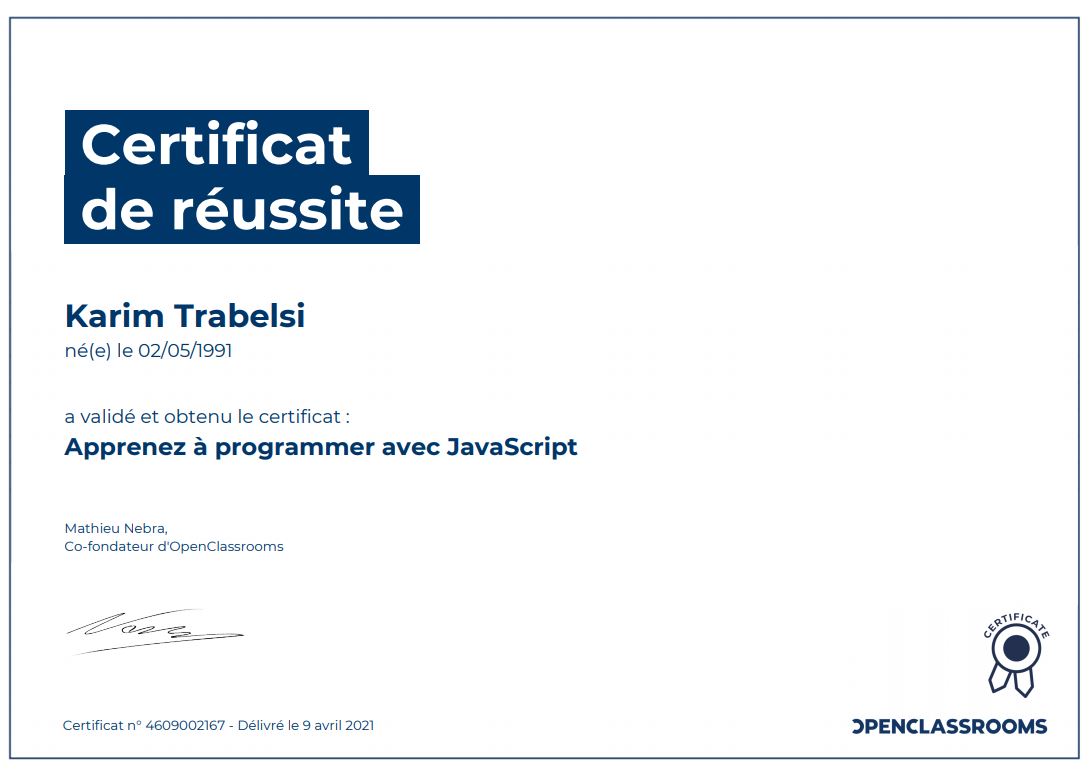 Certificat
de réussite
Karim Trabelsi
né(e) le 02/05/1991
a validé et obtenu le certificat :
Apprenez à programmer avec JavaScript
Mathieu Nebra,
Co-fondateur d'OpenClassrooms
CERTIFICATE
Certificat n° 4609002167 - Délivré le 9 avril 2021
OPENCLASSROOMS